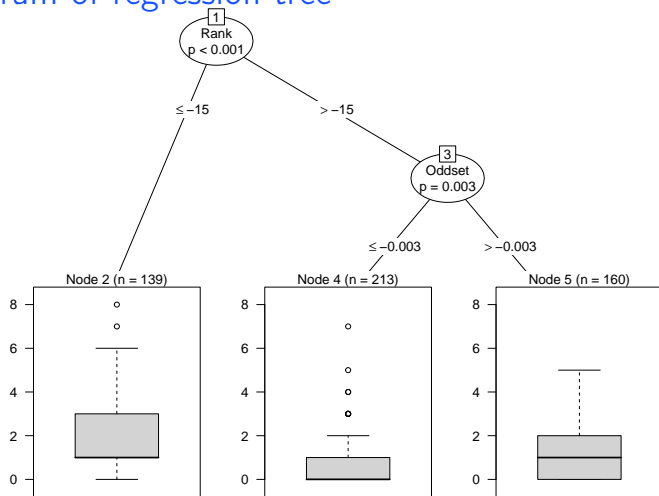 of regression tree
1
Rank
p < 0.001
≤ −15
> −15
3
Oddset
p = 0.003
≤ −0.003
> −0.003
Node 2 (n = 139)
0
2
4
6
8
Node 4 (n = 213)
0
2
4
6
8
Node 5 (n = 160)
0
2
4
6
8